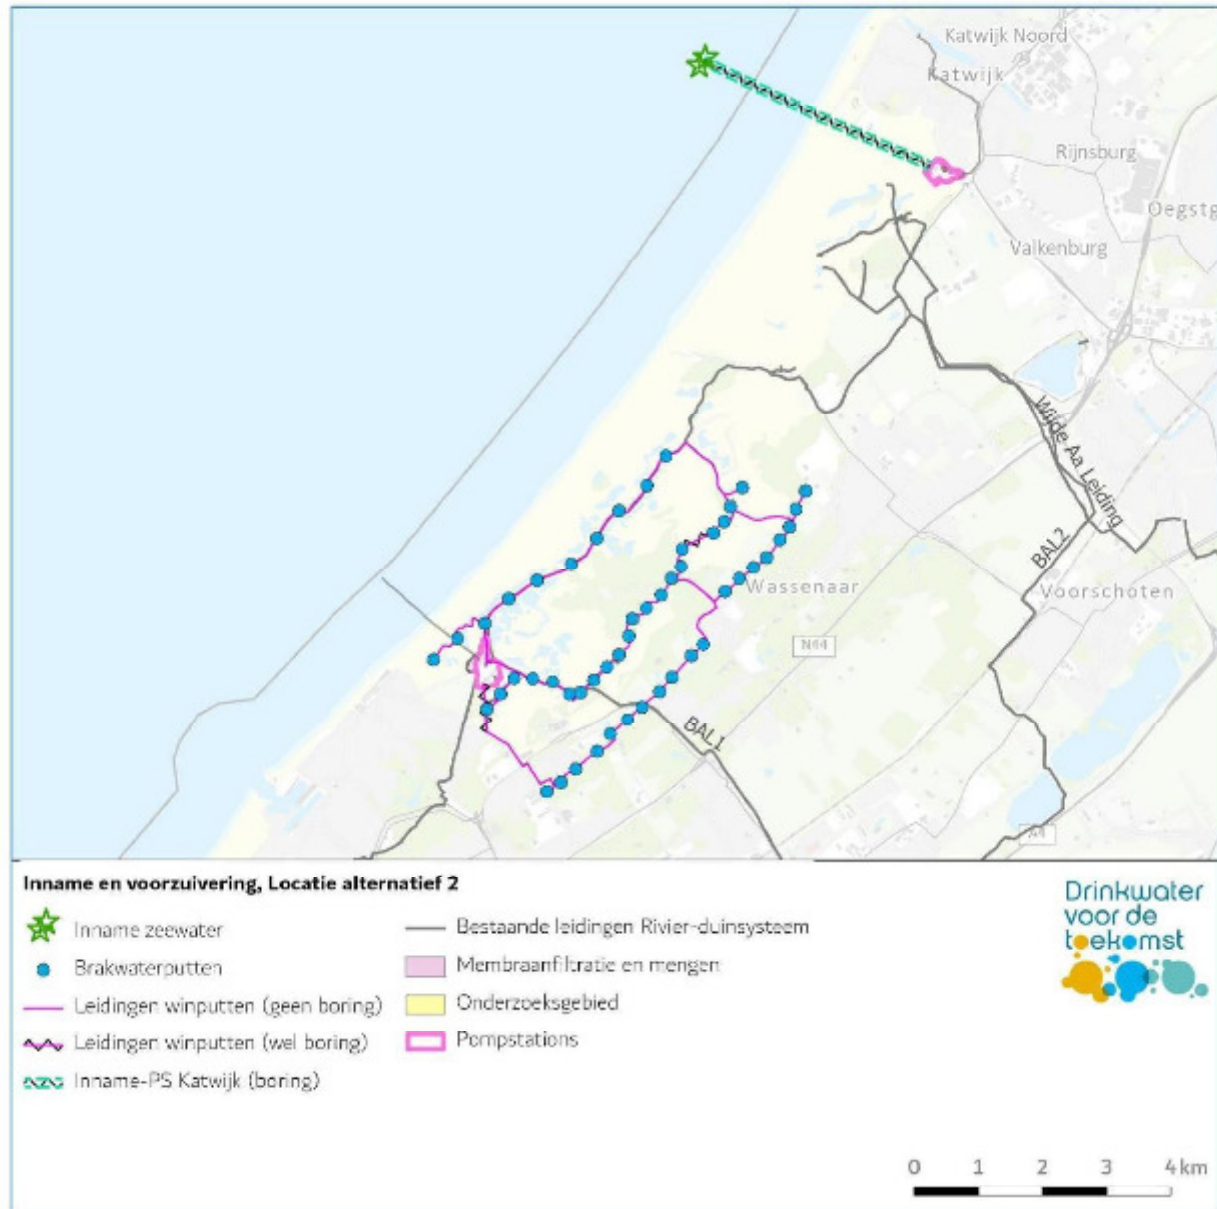 Katwijk Noord
Katwijk
Rijnsburg
Oegstg
Valkenburg
Wilde Aa Leiding
BAL2
Wassenaar
Voorschoten
N44
BAL1
A4
Inname en voorzuivering, Locatie alternatief 2
Inname zeewater
Brakwaterputten
Leidingen winputten (geen boring)
Leidingen winputten (wel boring)
Inname-PS Katwijk (boring)
Bestaande leidingen Rivier-duinsysteem
Membraanfiltratie en mengen
Onderzoeksgebied
Pompstations
Drinkwater
voor de
toekomst
0 1 2 3 4 km